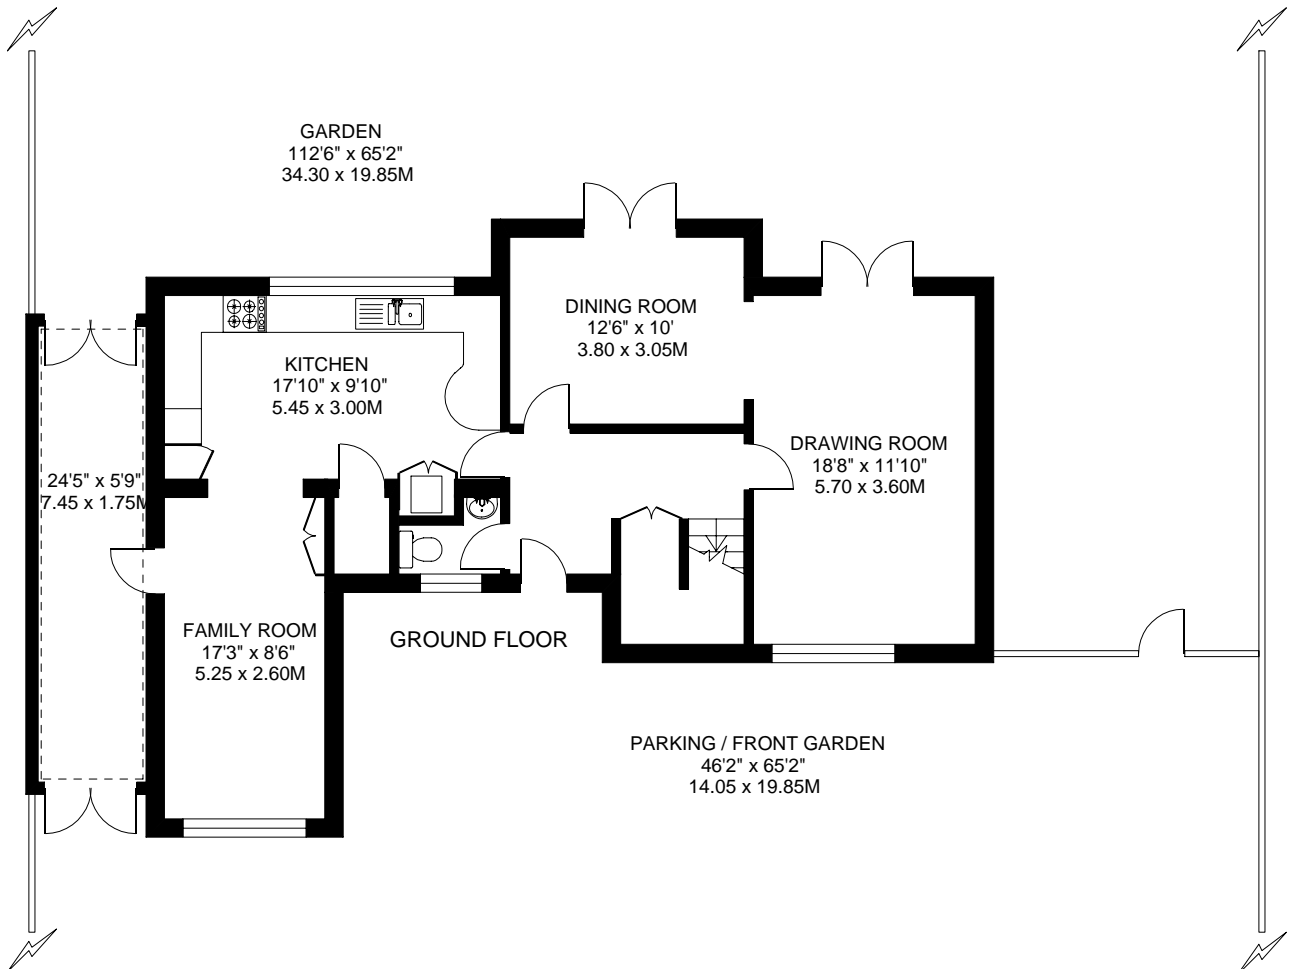 GARDEN
112'6" x 65'2"
34.30 x 19.85M
DINING ROOM
12'6" x 10'
3.80 x 3.05M
KITCHEN
17'10" x 9'10"
5.45 x 3.00M
DRAWING ROOM
18'8" x 11'10"
5.70 x 3.60M
24'5" x 5'9"
7.45 x 1.75M
FAMILY ROOM
17'3" x 8'6"
5.25 x 2.60M
GROUND FLOOR
PARKING / FRONT GARDEN
46'2" x 65'2"
14.05 x 19.85M